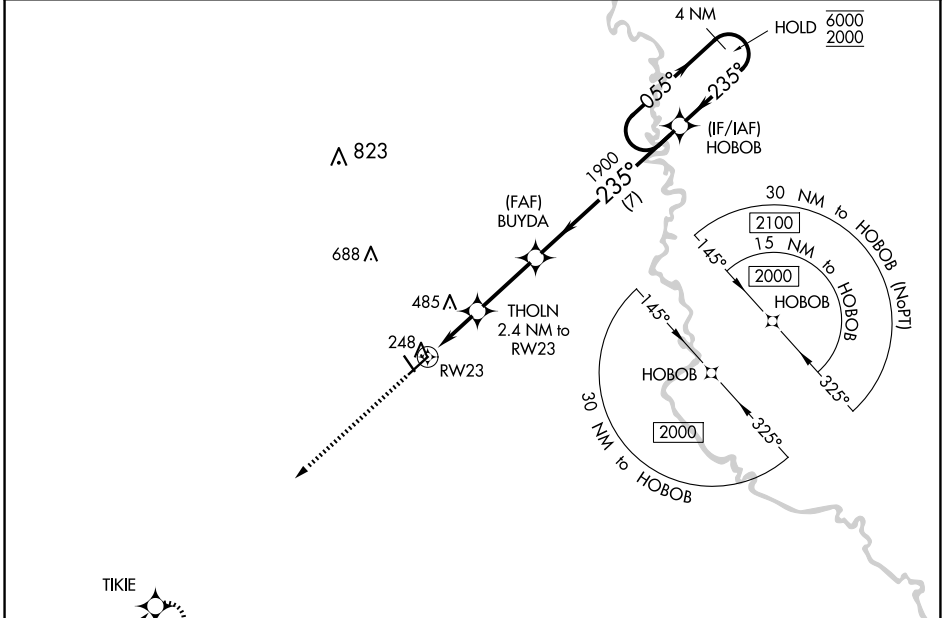 4 NM
HOLD 6000
2000
055°
235°
(IF/IAF)
HOBOB
823
1900
235°
(7)
(FAF)
BUYDA
688
485
THOLN
2.4 NM to
RW23
248
RW23
30 NM to HOBOB (NoPT)
2100
145°
15 NM to HOBOB
2000
HOBOB
325°
145°
HOBOB
2000
325°
30 NM to HOBOB
TIKIE